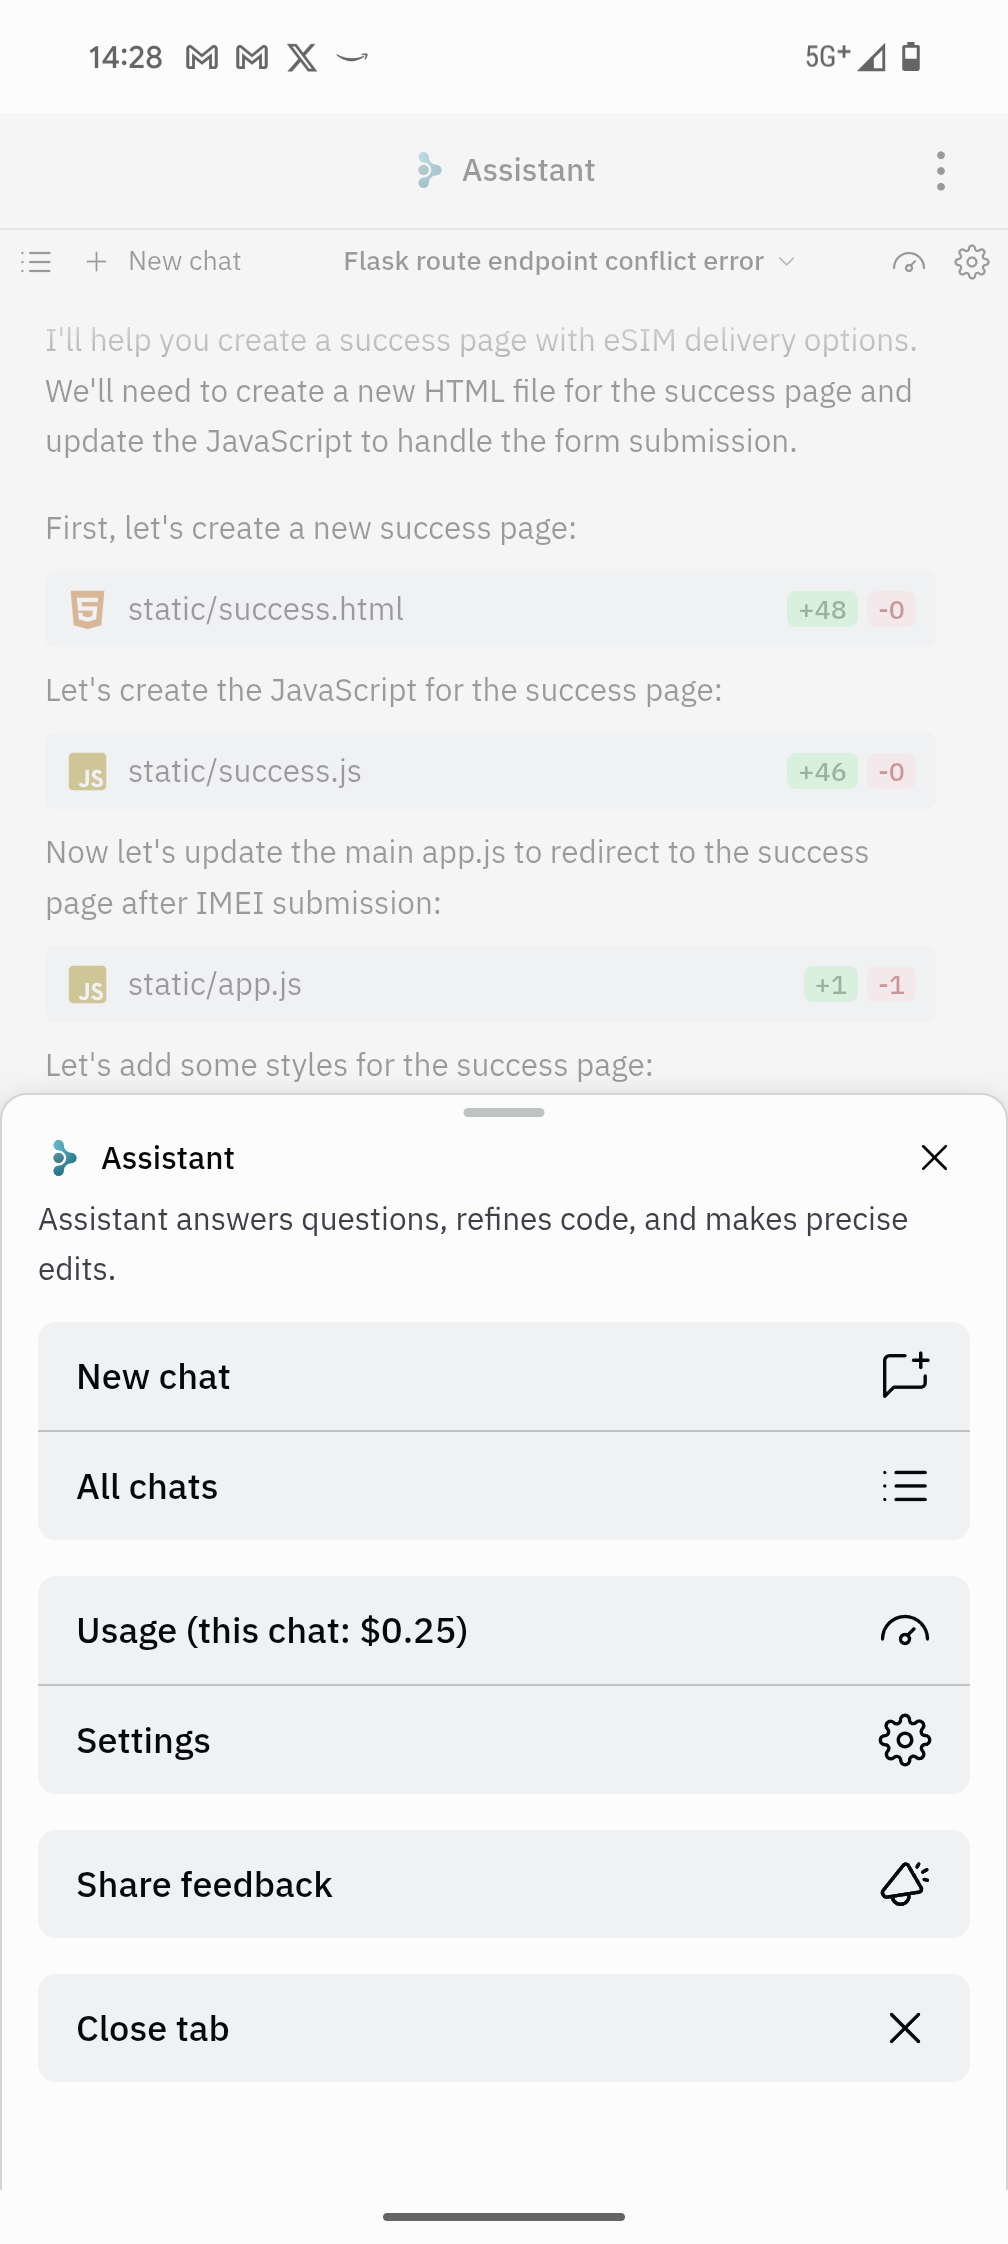 14:28
5G+
Assistant
New chat
Flask route endpoint conflict error
I'll help you create a success page with eSIM delivery options.
We'll need to create a new HTML file for the success page and
update the JavaScript to handle the form submission.
First, let's create a new success page:
static/success.html +48 -0
Let's create the JavaScript for the success page:
JS static/success.js +46 -0
Now let's update the main app.js to redirect to the success
page after IMEI submission:
JS static/app.js +1 -1
Let's add some styles for the success page:
Assistant
Assistant answers questions, refines code, and makes precise
edits.
New chat
All chats
Usage (this chat: $0.25)
Settings
Share feedback
Close tab